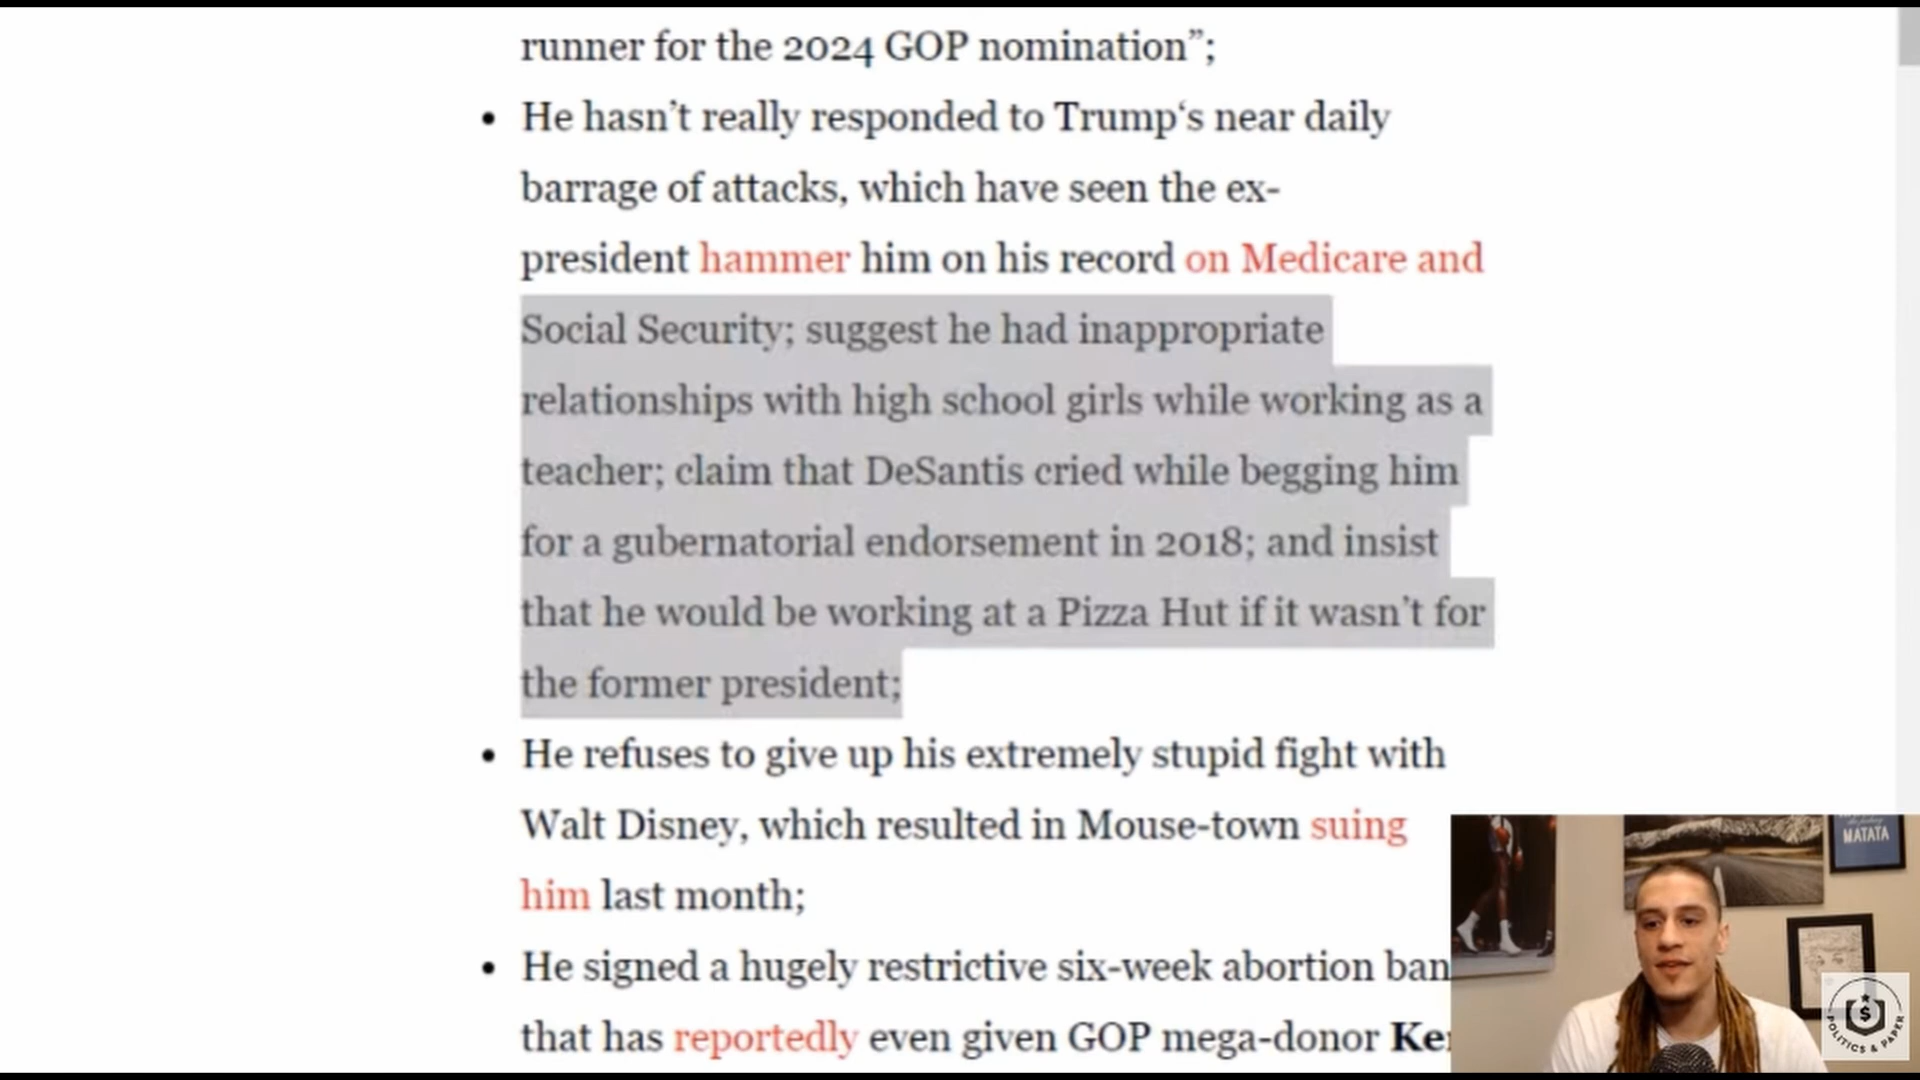 runner for the 2024 GOP nomination”;
• He hasn’t really responded to Trump‘s near daily
barrage of attacks, which have seen the ex-
president hammer him on his record on Medicare and
Social Security; suggest he had inappropriate
relationships with high school girls while working as a
teacher; claim that DeSantis cried while begging him
for a gubernatorial endorsement in 2018; and insist
that he would be working at a Pizza Hut if it wasn’t for
the former president;
• He refuses to give up his extremely stupid fight with
Walt Disney, which resulted in Mouse-town suing
him last month;
• He signed a hugely restrictive six-week abortion ban
that has reportedly even given GOP mega-donor Ke
MATATA
POLITICS & PAPER
$